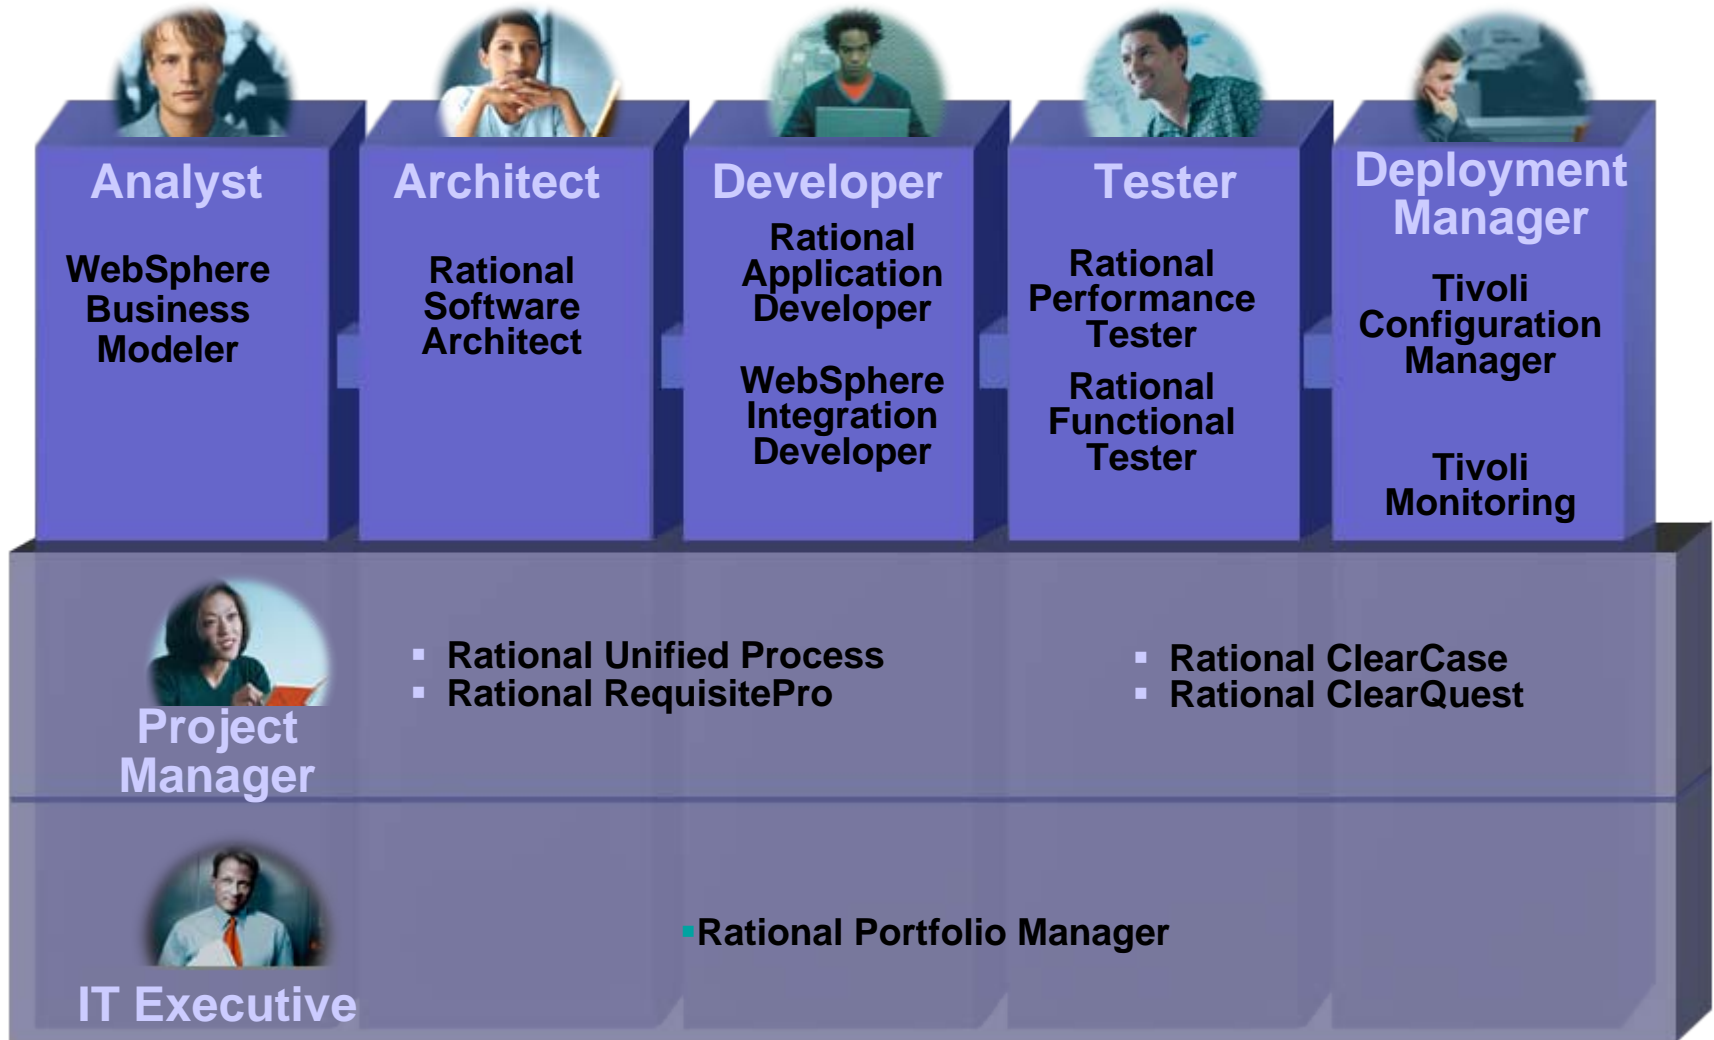 Analyst
WebSphere
Business
Modeler
Architect
Rational
Software
Architect
Developer
Rational
Application
Developer
WebSphere
Integration
Developer
Tester
Rational
Performance
Tester
Rational
Functional
Tester
Deployment
Manager
Tivoli
Configuration
Manager
Tivoli
Monitoring
Project
Manager
▪ Rational Unified Process
▪ Rational RequisitePro
▪ Rational ClearCase
▪ Rational ClearQuest
IT Executive
▪Rational Portfolio Manager